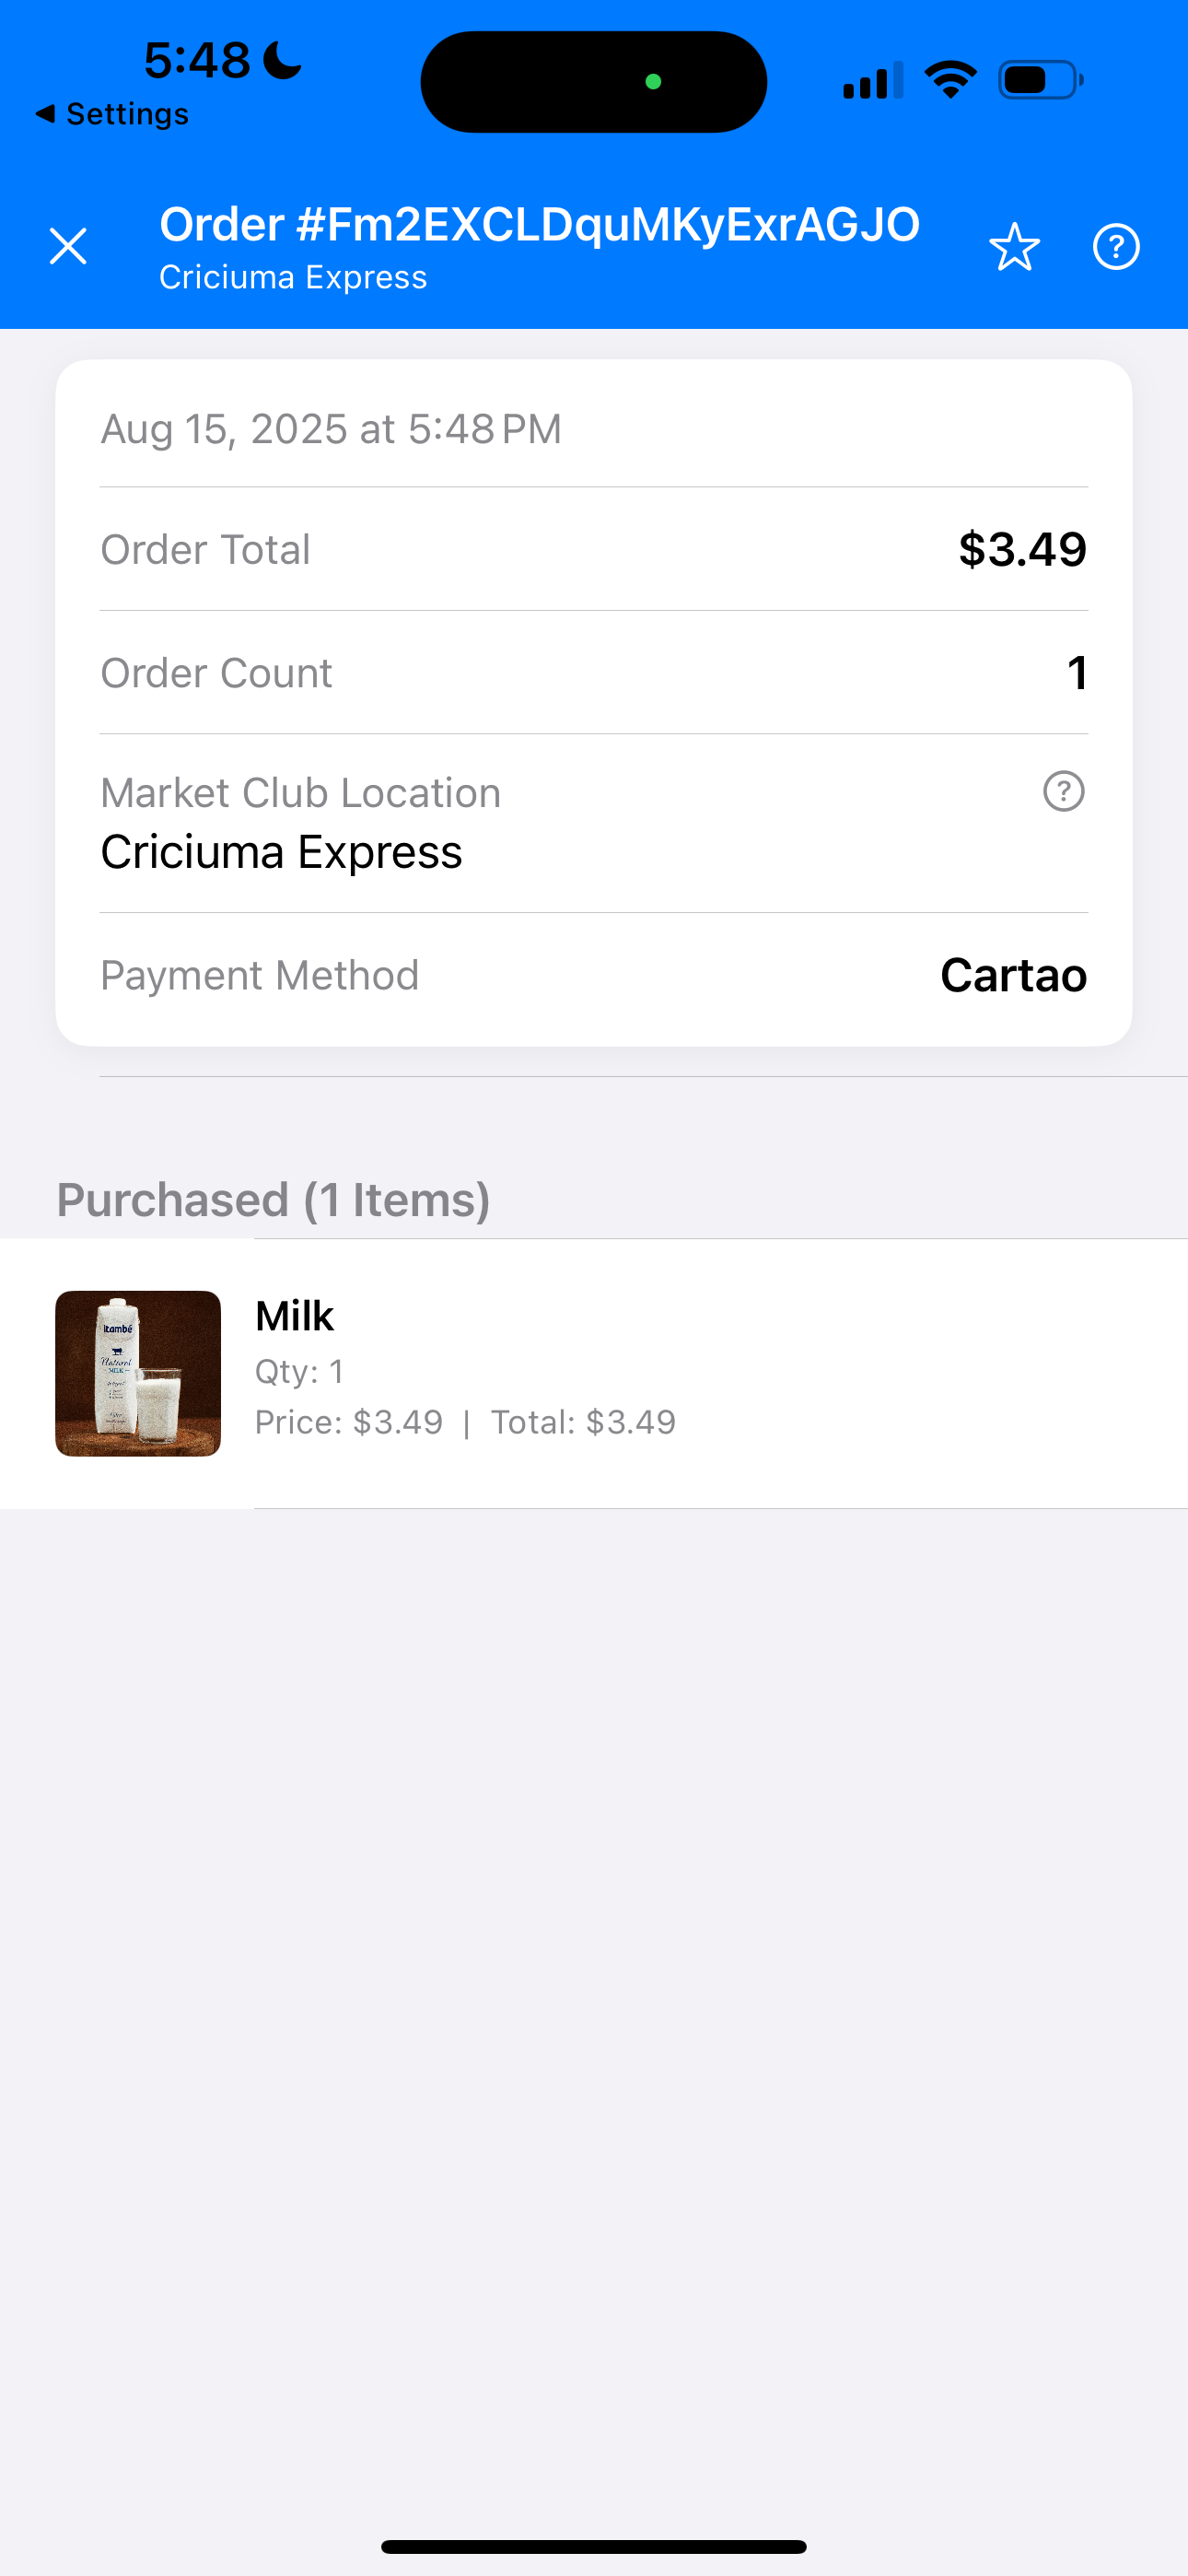 5:48
Settings
Order #Fm2EXCLDquMKyExrAGJO
Criciuma Express
Aug 15, 2025 at 5:48 PM
Order Total $3.49
Order Count 1
Market Club Location
Criciuma Express
Payment Method Cartao
Purchased (1 Items)
itambé
Natural
MILK
Milk
Qty: 1
Price: $3.49 | Total: $3.49